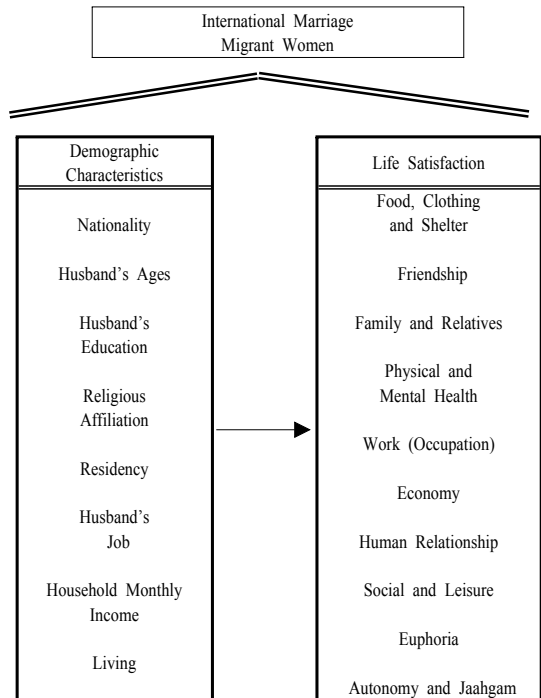 International Marriage
Migrant Women
Demographic
Characteristics
Nationality
Husband's Ages
Husband's
Education
Religious
Affiliation
Residency
Husband's
Job
Household Monthly
Income
Living
Life Satisfaction
Food, Clothing
and Shelter
Friendship
Family and Relatives
Physical and
Mental Health
Work (Occupation)
Economy
Human Relationship
Social and Leisure
Euphoria
Autonomy and Jaahgam